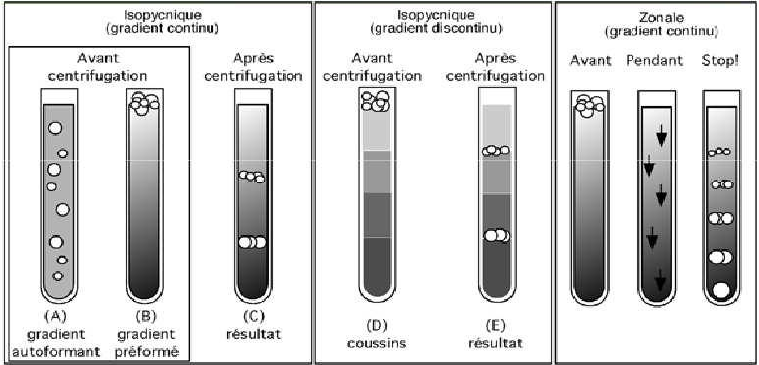 Isopycnique
(gradient continu)
Avant
centrifugation
Après
centrifugation
(A)
gradient
autoformant
(B)
gradient
préformé
(C)
résultat
Isopycnique
(gradient discontinu)
Avant
centrifugation
Après
centrifugation
(D)
coussins
(E)
résultat
Zonale
(gradient continu)
Avant
Pendant
Stop!